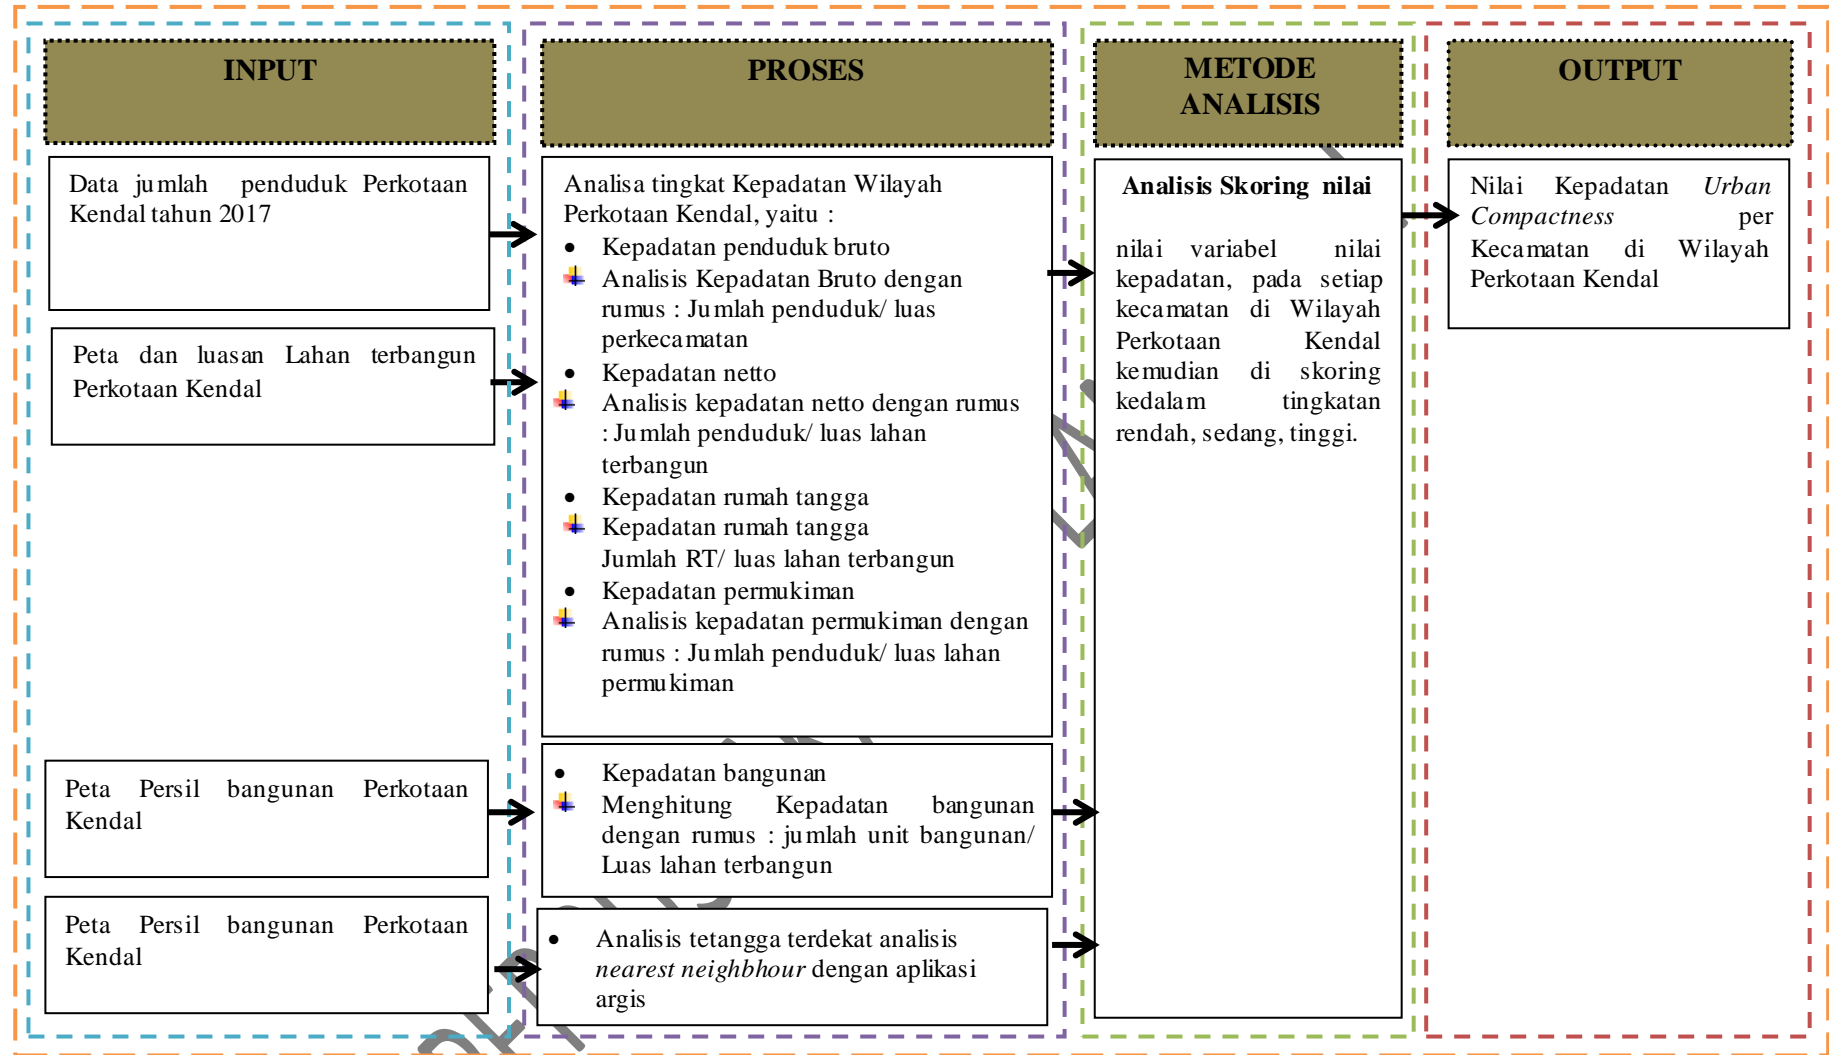 INPUT
Data jumlah penduduk Perkotaan
Kendal tahun 2017
Peta dan luasan Lahan terbangun
Perkotaan Kendal
Peta Persil bangunan Perkotaan
Kendal
Peta Persil bangunan Perkotaan
Kendal
PROSES
Analisa tingkat Kepadatan Wilayah
Perkotaan Kendal, yaitu :
• Kepadatan penduduk bruto
Analisis Kepadatan Bruto dengan
rumus : Jumlah penduduk/ luas
perkecamatan
• Kepadatan netto
Analisis kepadatan netto dengan rumus
: Jumlah penduduk/ luas lahan
terbangun
• Kepadatan rumah tangga
Kepadatan rumah tangga
Jumlah RT/ luas lahan terbangun
• Kepadatan permukiman
Analisis kepadatan permukiman dengan
rumus : Jumlah penduduk/ luas lahan
permukiman
• Kepadatan bangunan
Menghitung Kepadatan bangunan
dengan rumus : jumlah unit bangunan/
Luas lahan terbangun
• Analisis tetangga terdekat analisis
nearest neighbhour dengan aplikasi
argis
METODE
ANALISIS
Analisis Skoring nilai
nilai variabel nilai
kepadatan, pada setiap
kecamatan di Wilayah
Perkotaan Kendal
kemudian di skoring
kedalam tingkatan
rendah, sedang, tinggi.
OUTPUT
Nilai Kepadatan Urban
Compactness per
Kecamatan di Wilayah
Perkotaan Kendal